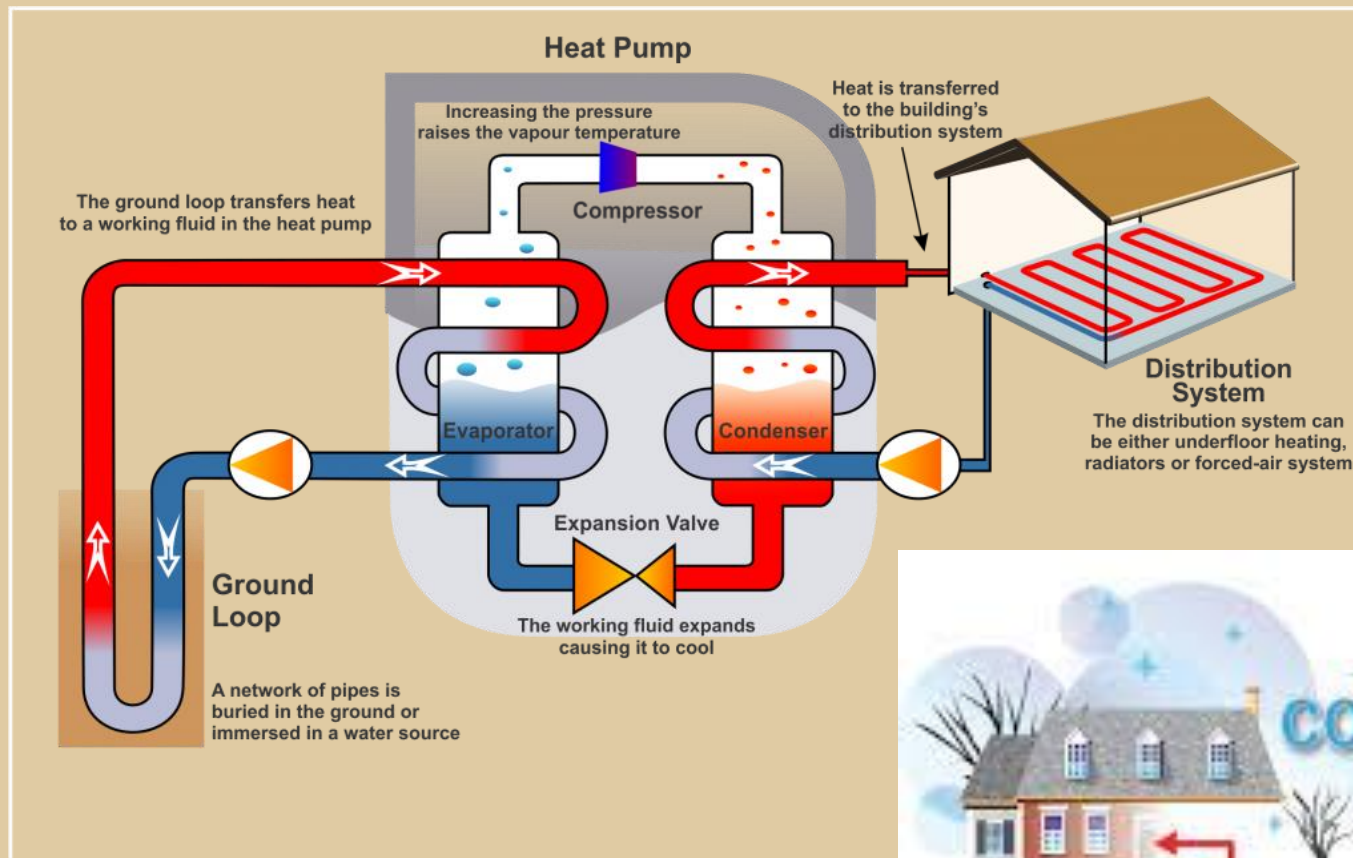 Heat Pump
Increasing the pressure
raises the vapour temperature
Heat is transferred
to the building's
distribution system
The ground loop transfers heat
to a working fluid in the heat pump
Compressor
Evaporator
Condenser
Distribution
System
The distribution system can
be either underfloor heating,
radiators or forced-air system
Expansion Valve
The working fluid expands
causing it to cool
Ground
Loop
A network of pipes is
buried in the ground or
immersed in a water source